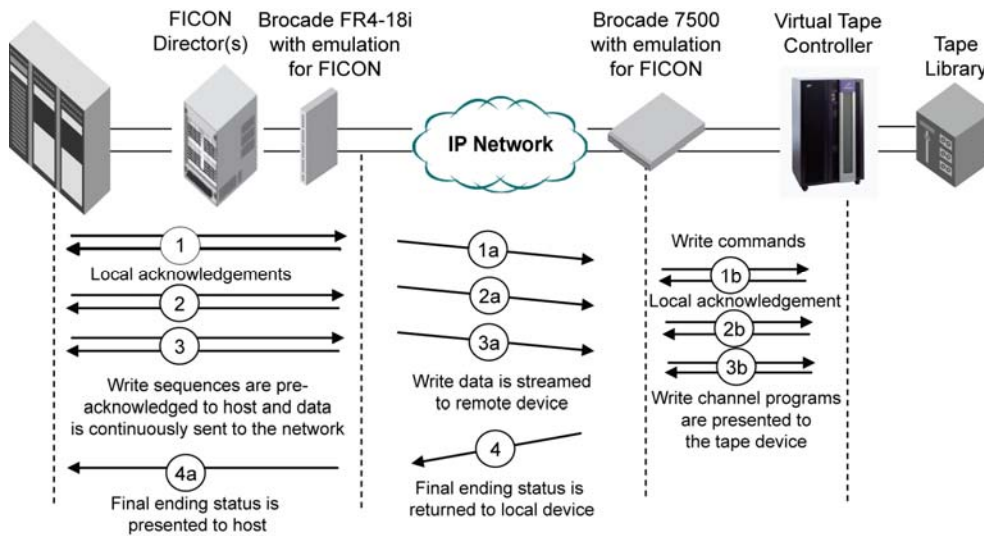 FICON
Director(s)
Brocade FR4-18i
with emulation
for FICON
Brocade 7500
with emulation
for FICON
Virtual Tape
Controller
Tape
Library
IP Network
1
Local acknowledgements
2
3
Write sequences are pre-
acknowledged to host and data
is continuously sent to the network
4a
Final ending status is
presented to host
1a
2a
3a
Write data is streamed
to remote device
4
Final ending status is
returned to local device
Write commands
1b
Local acknowledgement
2b
3b
Write channel programs
are presented to
the tape device